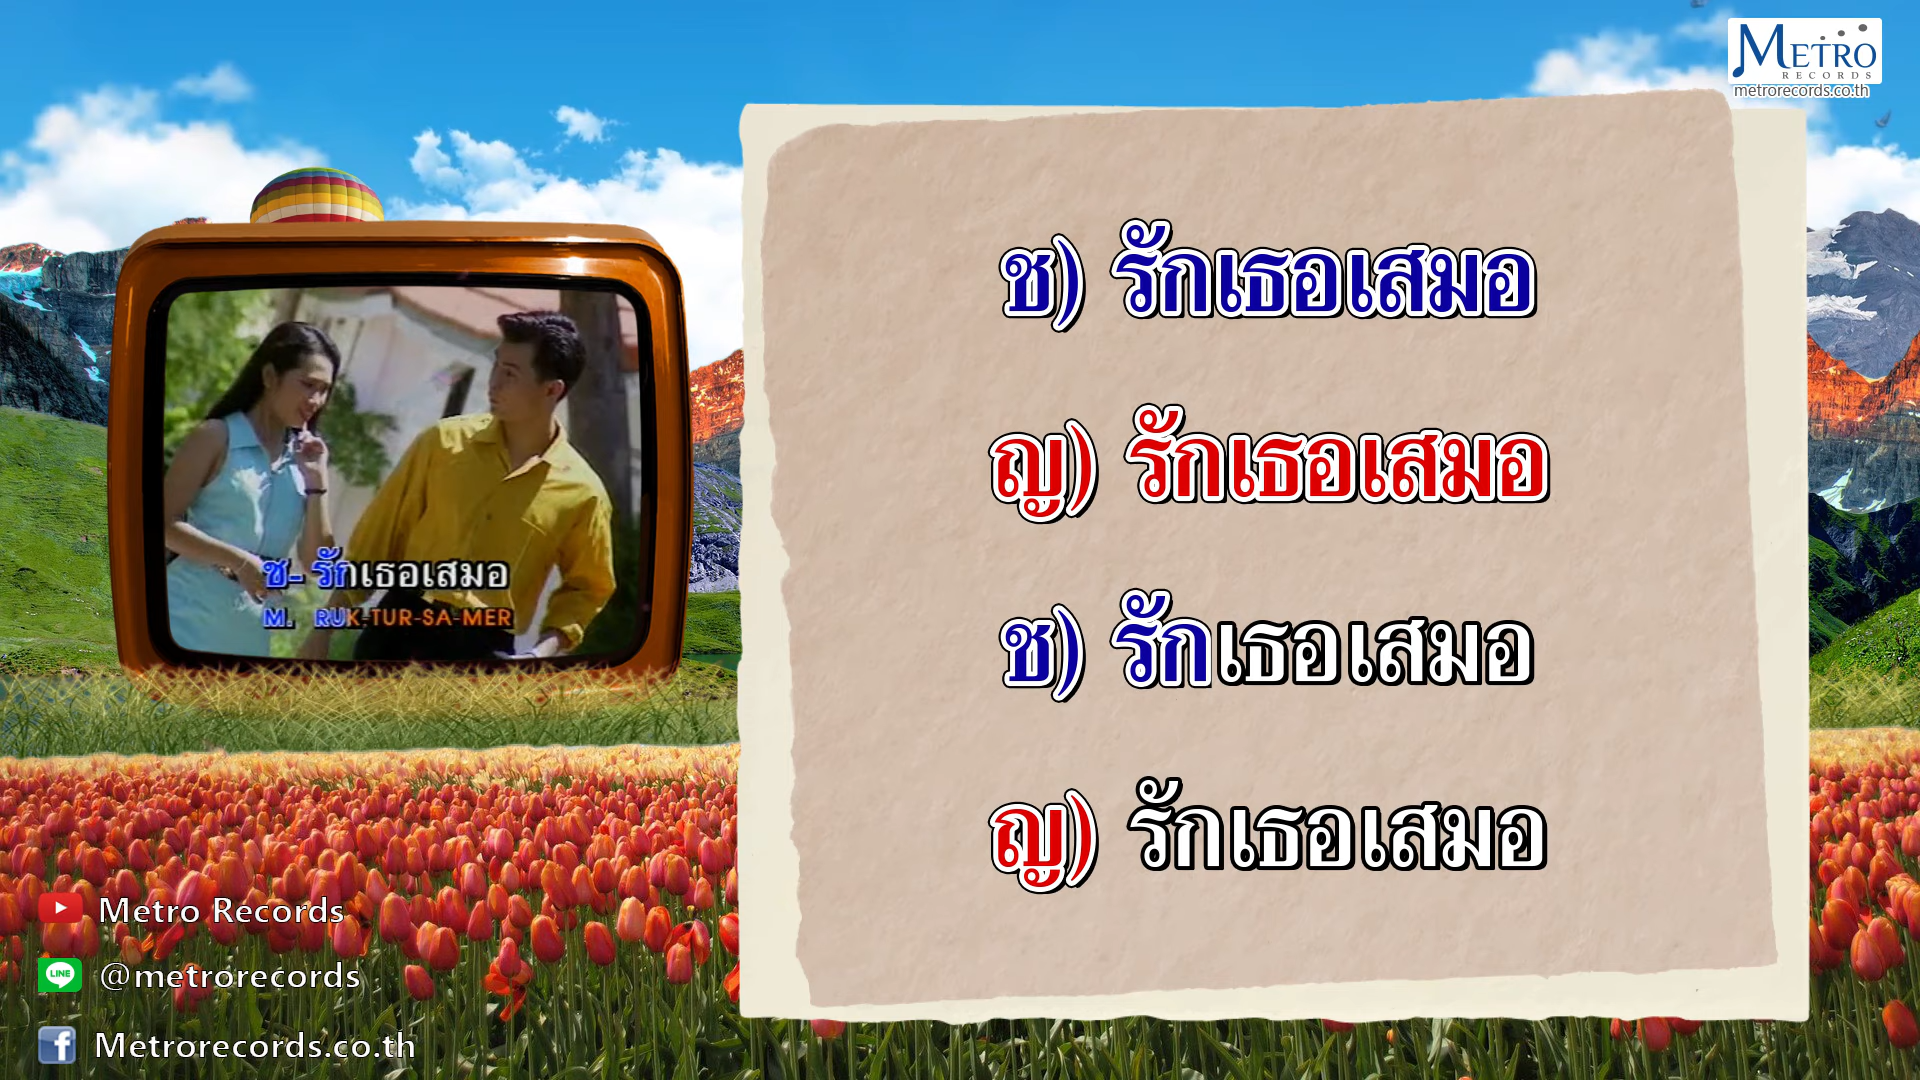 METRO
RECORDS
metrorecords.co.th
ช) รักเธอเสมอ
ญ) รักเธอเสมอ
ช) รักเธอเสมอ
ญ) รักเธอเสมอ
ช- รักเธอเสมอ
M. RUK-TUR-SA-MER
Metro Records
LINE
@metrorecords
f
Metrorecords.co.th